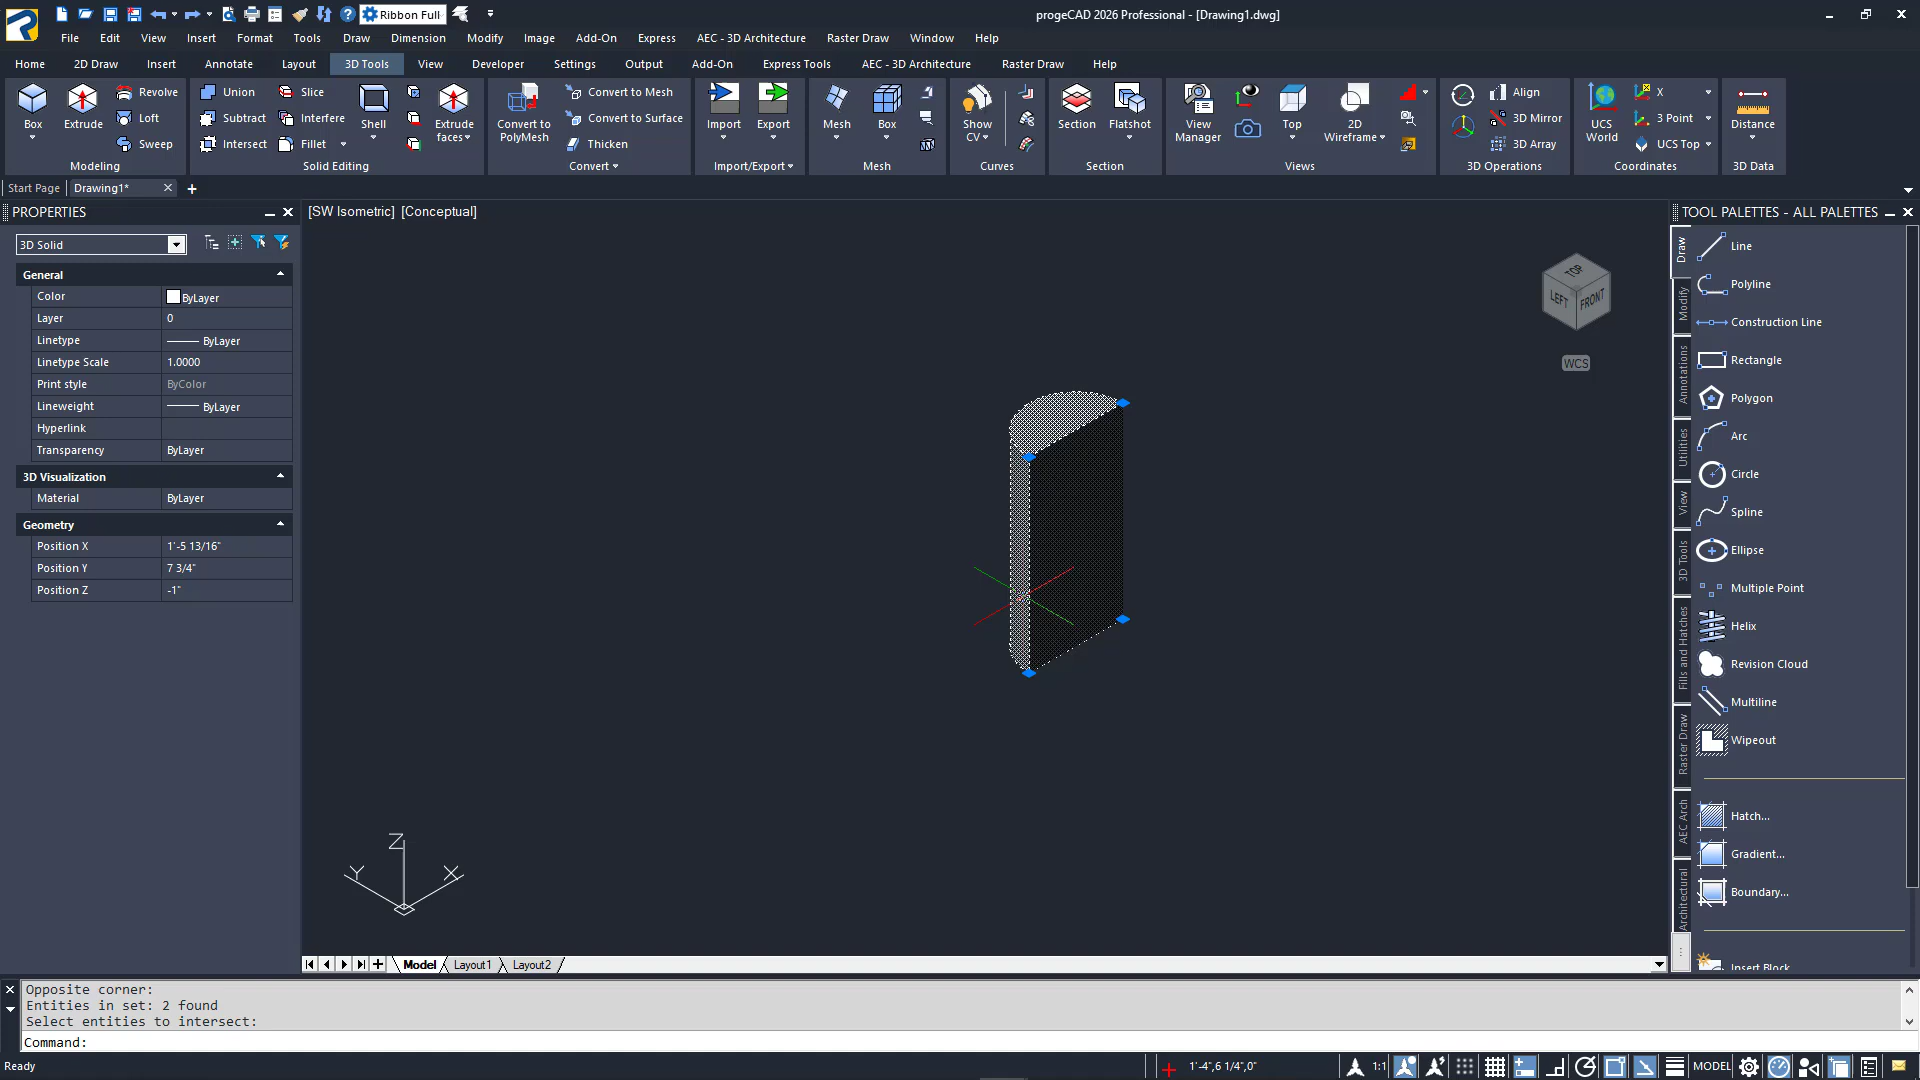 Ribbon Full
progeCAD 2026 Professional - [Drawing1.dwg]
File Edit View Insert Format Tools Draw Dimension Modify Image Add-On Express AEC - 3D Architecture Raster Draw Window Help
Home 2D Draw Insert Annotate Layout 3D Tools View Developer Settings Output Add-On Express Tools AEC - 3D Architecture Raster Draw Help
Box Extrude Revolve Loft Sweep
Modeling
Union Subtract Intersect Slice Interfere Fillet Shell Extrude faces
Solid Editing
Convert to PolyMesh Convert to Mesh Convert to Surface Thicken
Convert
Import Export
Import/Export
Mesh Box
Mesh
Show CV
Curves
Section Flatshot
Section
View Manager Top 2D Wireframe
Views
Align 3D Mirror 3D Array
3D Operations
UCS World X 3 Point UCS Top
Coordinates
Distance
3D Data
Start Page Drawing1*
PROPERTIES
3D Solid
General
Color ByLayer
Layer 0
Linetype ByLayer
Linetype Scale 1.0000
Print style ByColor
Lineweight ByLayer
Hyperlink
Transparency ByLayer
3D Visualization
Material ByLayer
Geometry
Position X 1'-5 13/16"
Position Y 7 3/4"
Position Z -1"
[SW Isometric] [Conceptual]
TOP
LEFT FRONT
WCS
Z
Y X
TOOL PALETTES - ALL PALETTES
Draw
Modify
Annotations
Utilities
View
3D Tools
Fills and Hatches
Raster Draw
AEC Arch
Architectural
Line
Polyline
Construction Line
Rectangle
Polygon
Arc
Circle
Spline
Ellipse
Multiple Point
Helix
Revision Cloud
Multiline
Wipeout
Hatch...
Gradient...
Boundary...
Insert Block
Model Layout1 Layout2
Opposite corner:
Entities in set: 2 found
Select entities to intersect:
Command:
Ready
1'-4",6 1/4",0"
1:1
MODEL